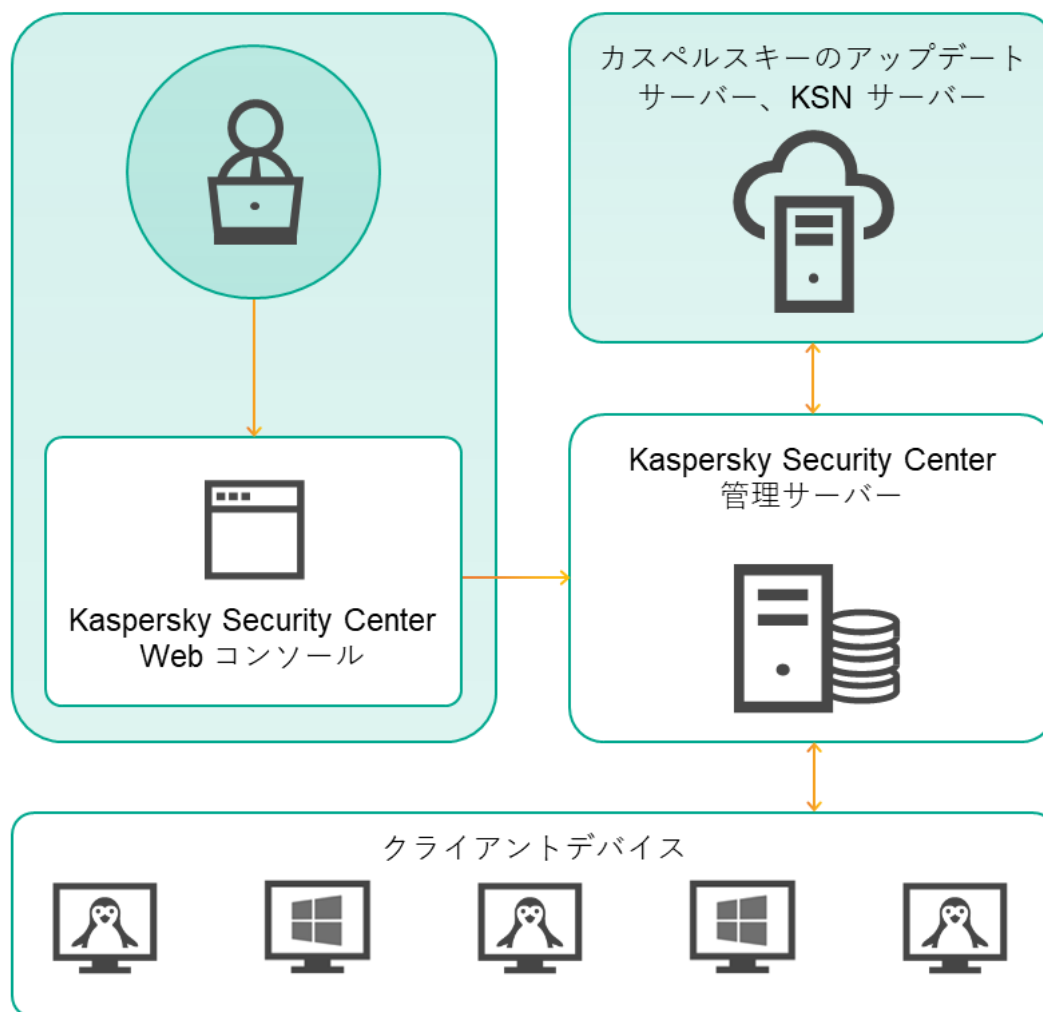 カスペルスキーのアップデート
サーバー、KSN サーバー
Kaspersky Security Center
管理サーバー
Kaspersky Security Center
Web コンソール
クライアントデバイス